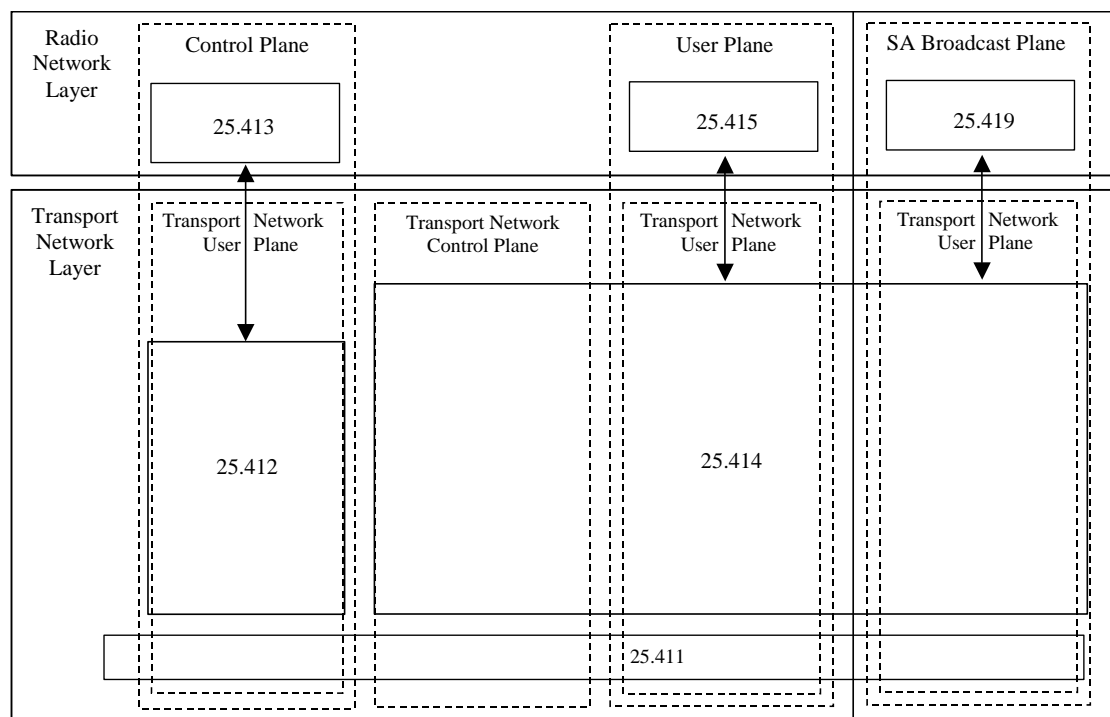 Radio
Network
Layer
Control Plane
User Plane
SA Broadcast Plane
25.413
25.415
25.419
Transport
Network
Layer
Transport Network
User Plane
Transport Network
Control Plane
Transport Network
User Plane
Transport Network
User Plane
25.412
25.414
25.411